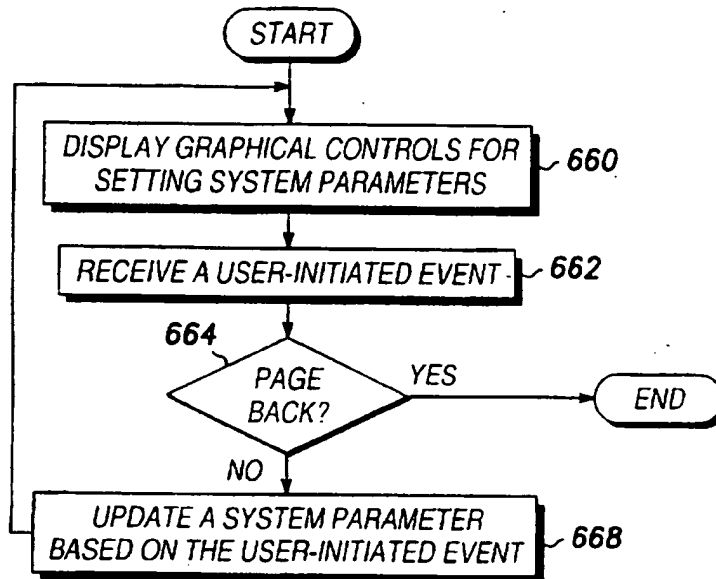 START
DISPLAY GRAPHICAL CONTROLS FOR
SETTING SYSTEM PARAMETERS
660
RECEIVE A USER-INITIATED EVENT
662
664
PAGE
BACK?
YES
END
NO
UPDATE A SYSTEM PARAMETER
BASED ON THE USER-INITIATED EVENT
668